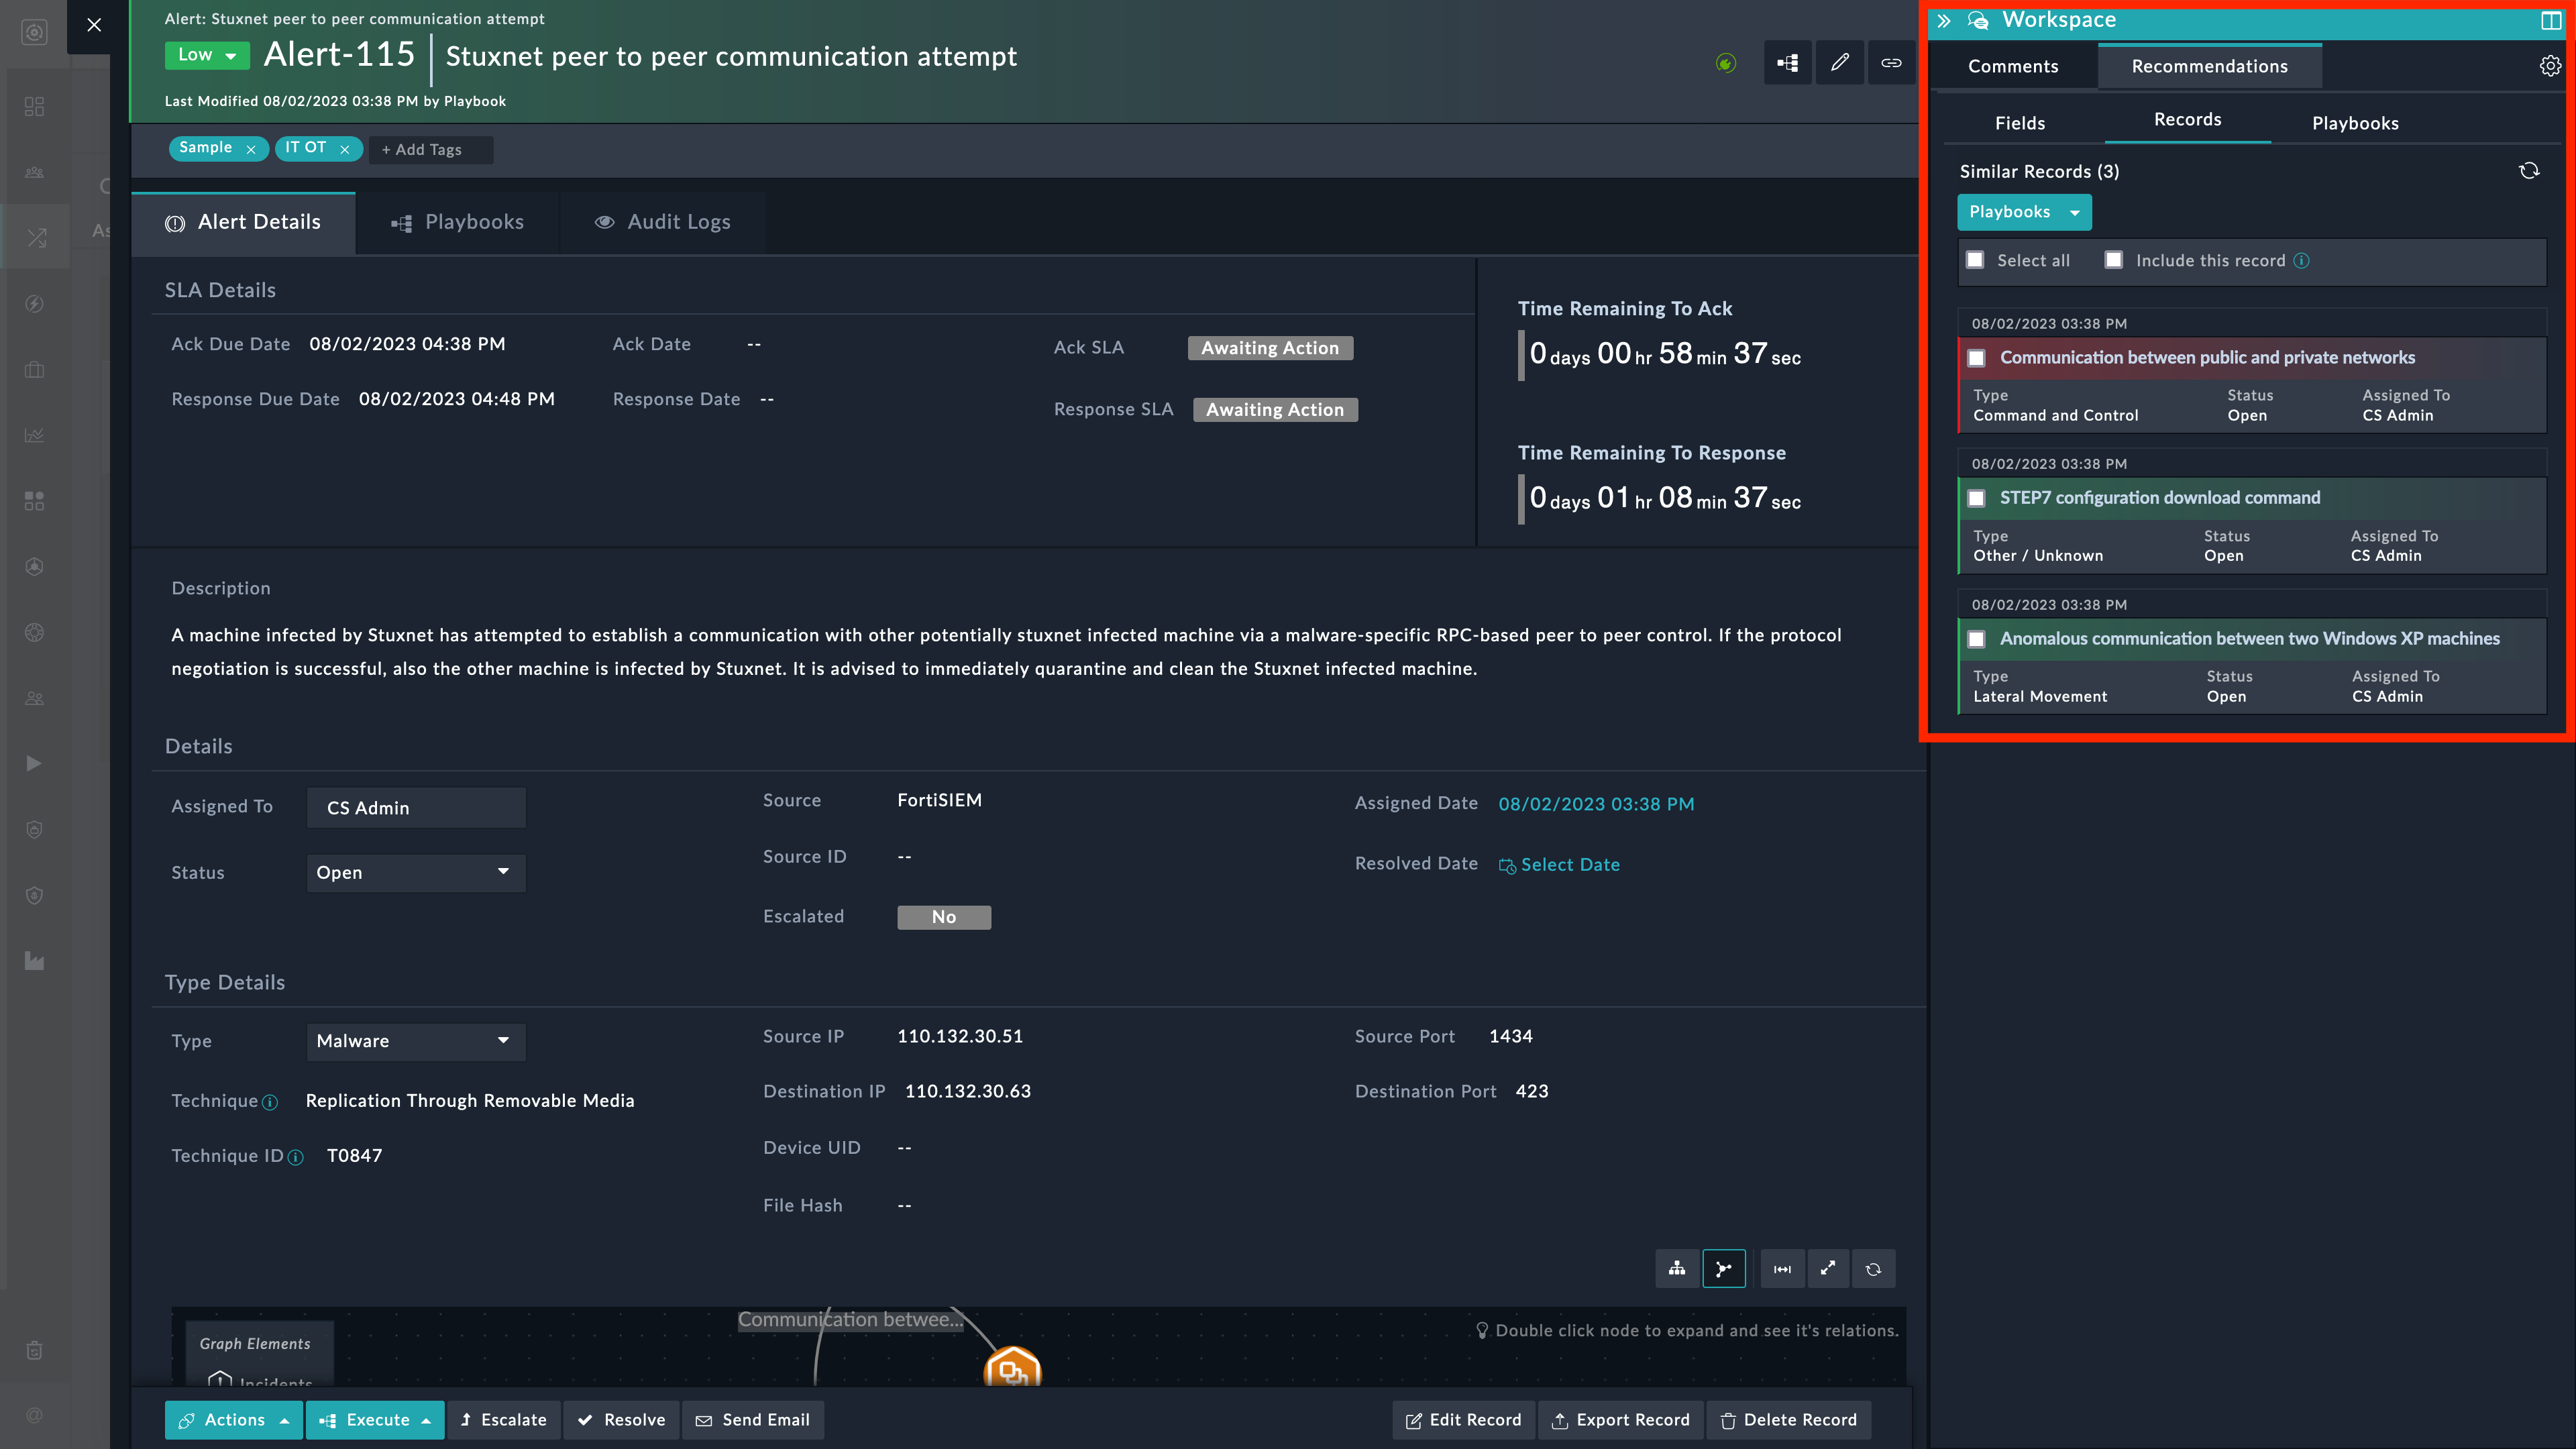 Alert: Stuxnet peer to peer communication attempt
Low
Alert-115
Stuxnet peer to peer communication attempt
Last Modified 08/02/2023 03:38 PM by Playbook
Sample
IT OT
+ Add Tags
Alert Details
Playbooks
Audit Logs
SLA Details
Ack Due Date 08/02/2023 04:38 PM
Ack Date --
Ack SLA Awaiting Action
Response Due Date 08/02/2023 04:48 PM
Response Date --
Response SLA Awaiting Action
Time Remaining To Ack
0 days 00 hr 58 min 37 sec
Time Remaining To Response
0 days 01 hr 08 min 37 sec
Description
A machine infected by Stuxnet has attempted to establish a communication with other potentially stuxnet infected machine via a malware-specific RPC-based peer to peer control. If the protocol
negotiation is successful, also the other machine is infected by Stuxnet. It is advised to immediately quarantine and clean the Stuxnet infected machine.
Details
Assigned To CS Admin
Source FortiSIEM
Assigned Date 08/02/2023 03:38 PM
Status Open
Source ID --
Resolved Date Select Date
Escalated No
Type Details
Type Malware
Source IP 110.132.30.51
Source Port 1434
Technique Replication Through Removable Media
Destination IP 110.132.30.63
Destination Port 423
Technique ID T0847
Device UID --
File Hash --
Communication betwee...
Graph Elements
Incidents
Double click node to expand and see it's relations.
Actions
Execute
Escalate
Resolve
Send Email
Edit Record
Export Record
Delete Record
Workspace
Comments
Recommendations
Fields
Records
Playbooks
Similar Records (3)
Playbooks
Select all
Include this record
08/02/2023 03:38 PM
Communication between public and private networks
Type Status Assigned To
Command and Control Open CS Admin
08/02/2023 03:38 PM
STEP7 configuration download command
Type Status Assigned To
Other / Unknown Open CS Admin
08/02/2023 03:38 PM
Anomalous communication between two Windows XP machines
Type Status Assigned To
Lateral Movement Open CS Admin